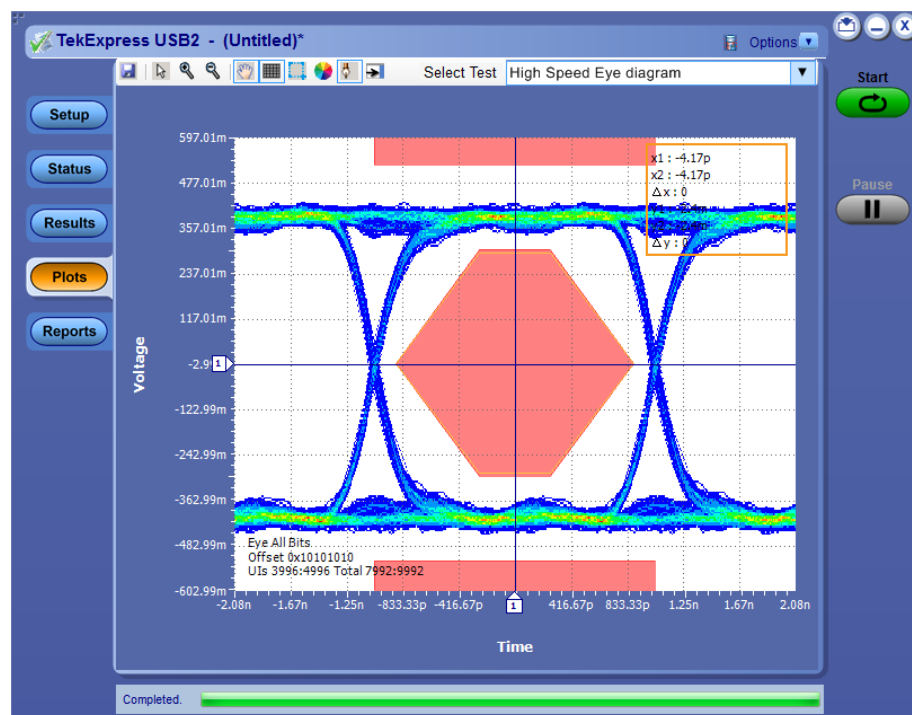 TekExpress USB2 - (Untitled)*
Options
Select Test High Speed Eye diagram
Start
Pause
Setup
Status
Results
Plots
Reports
Voltage
597.01m
477.01m
357.01m
237.01m
117.01m
-122.99m
-242.99m
-362.99m
-482.99m
-602.99m
1
x1 : -4.17p
x2 : -4.17p
Δx : 0
Δy : 0
Eye All Bits
Offset 0x10101010
UIs 3996:4996 Total 7992:9992
-2.08n -1.67n -1.25n -833.33p -416.67p 1 416.67p 833.33p 1.25n 1.67n 2.08n
Time
Completed.